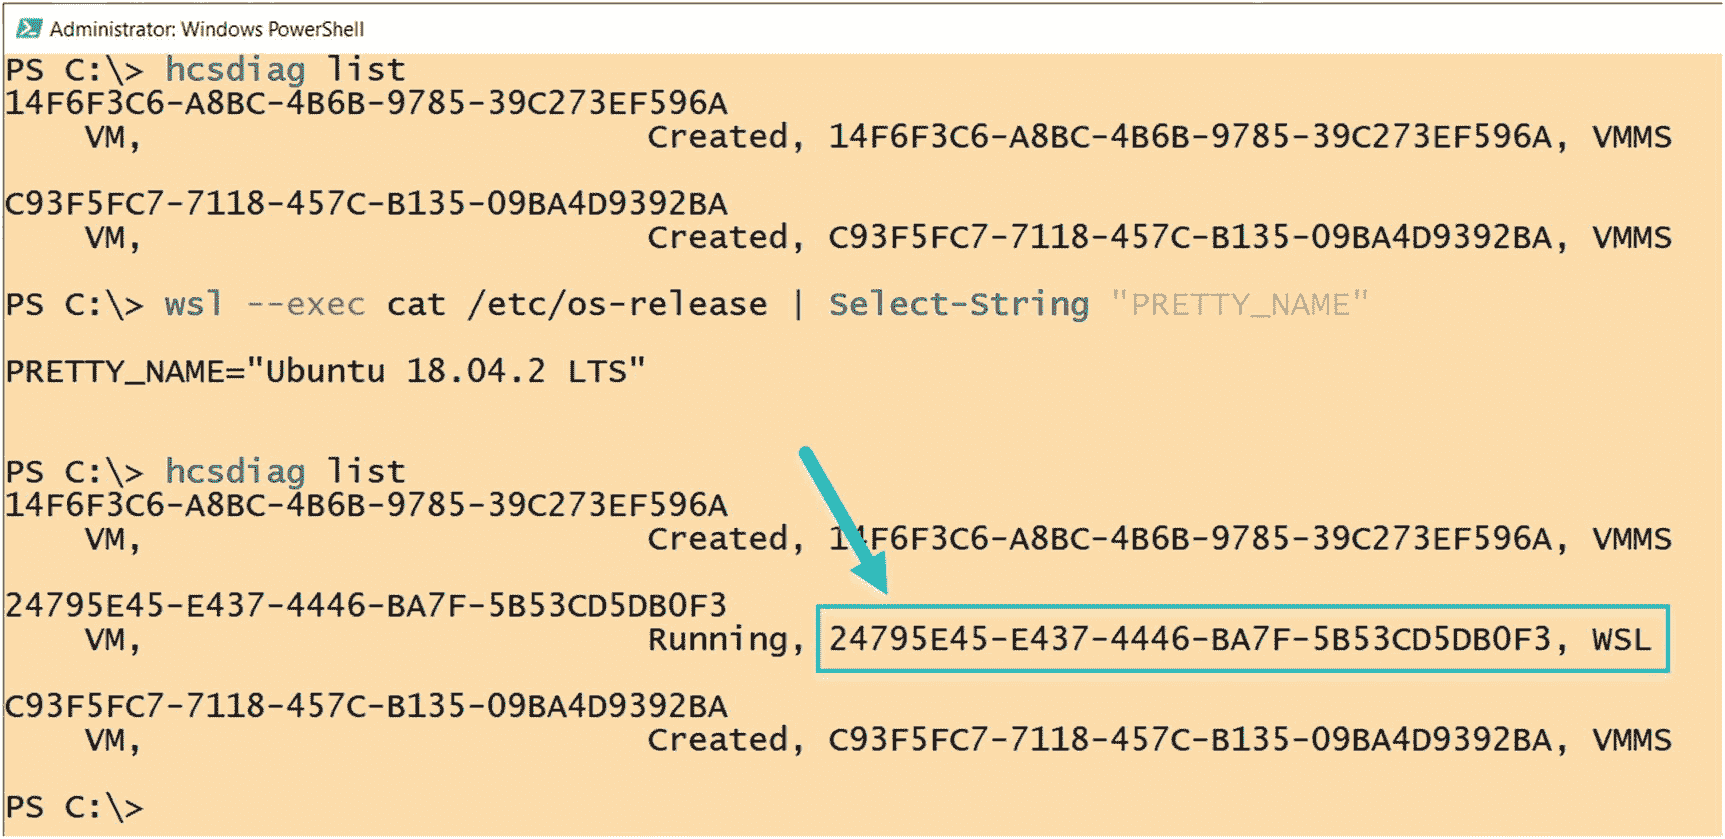 Administrator: Windows PowerShell
PS C:\> hcsdiag list
14F6F3C6-A8BC-4B6B-9785-39C273EF596A
VM, Created, 14F6F3C6-A8BC-4B6B-9785-39C273EF596A, VMMS
C93F5FC7-7118-457C-B135-09BA4D9392BA
VM, Created, C93F5FC7-7118-457C-B135-09BA4D9392BA, VMMS
PS C:\> wsl --exec cat /etc/os-release | Select-String "PRETTY_NAME"
PRETTY_NAME="Ubuntu 18.04.2 LTS"
PS C:\> hcsdiag list
14F6F3C6-A8BC-4B6B-9785-39C273EF596A
VM, Created, 14F6F3C6-A8BC-4B6B-9785-39C273EF596A, VMMS
24795E45-E437-4446-BA7F-5B53CD5DB0F3
VM, Running, 24795E45-E437-4446-BA7F-5B53CD5DB0F3, WSL
C93F5FC7-7118-457C-B135-09BA4D9392BA
VM, Created, C93F5FC7-7118-457C-B135-09BA4D9392BA, VMMS
PS C:\>